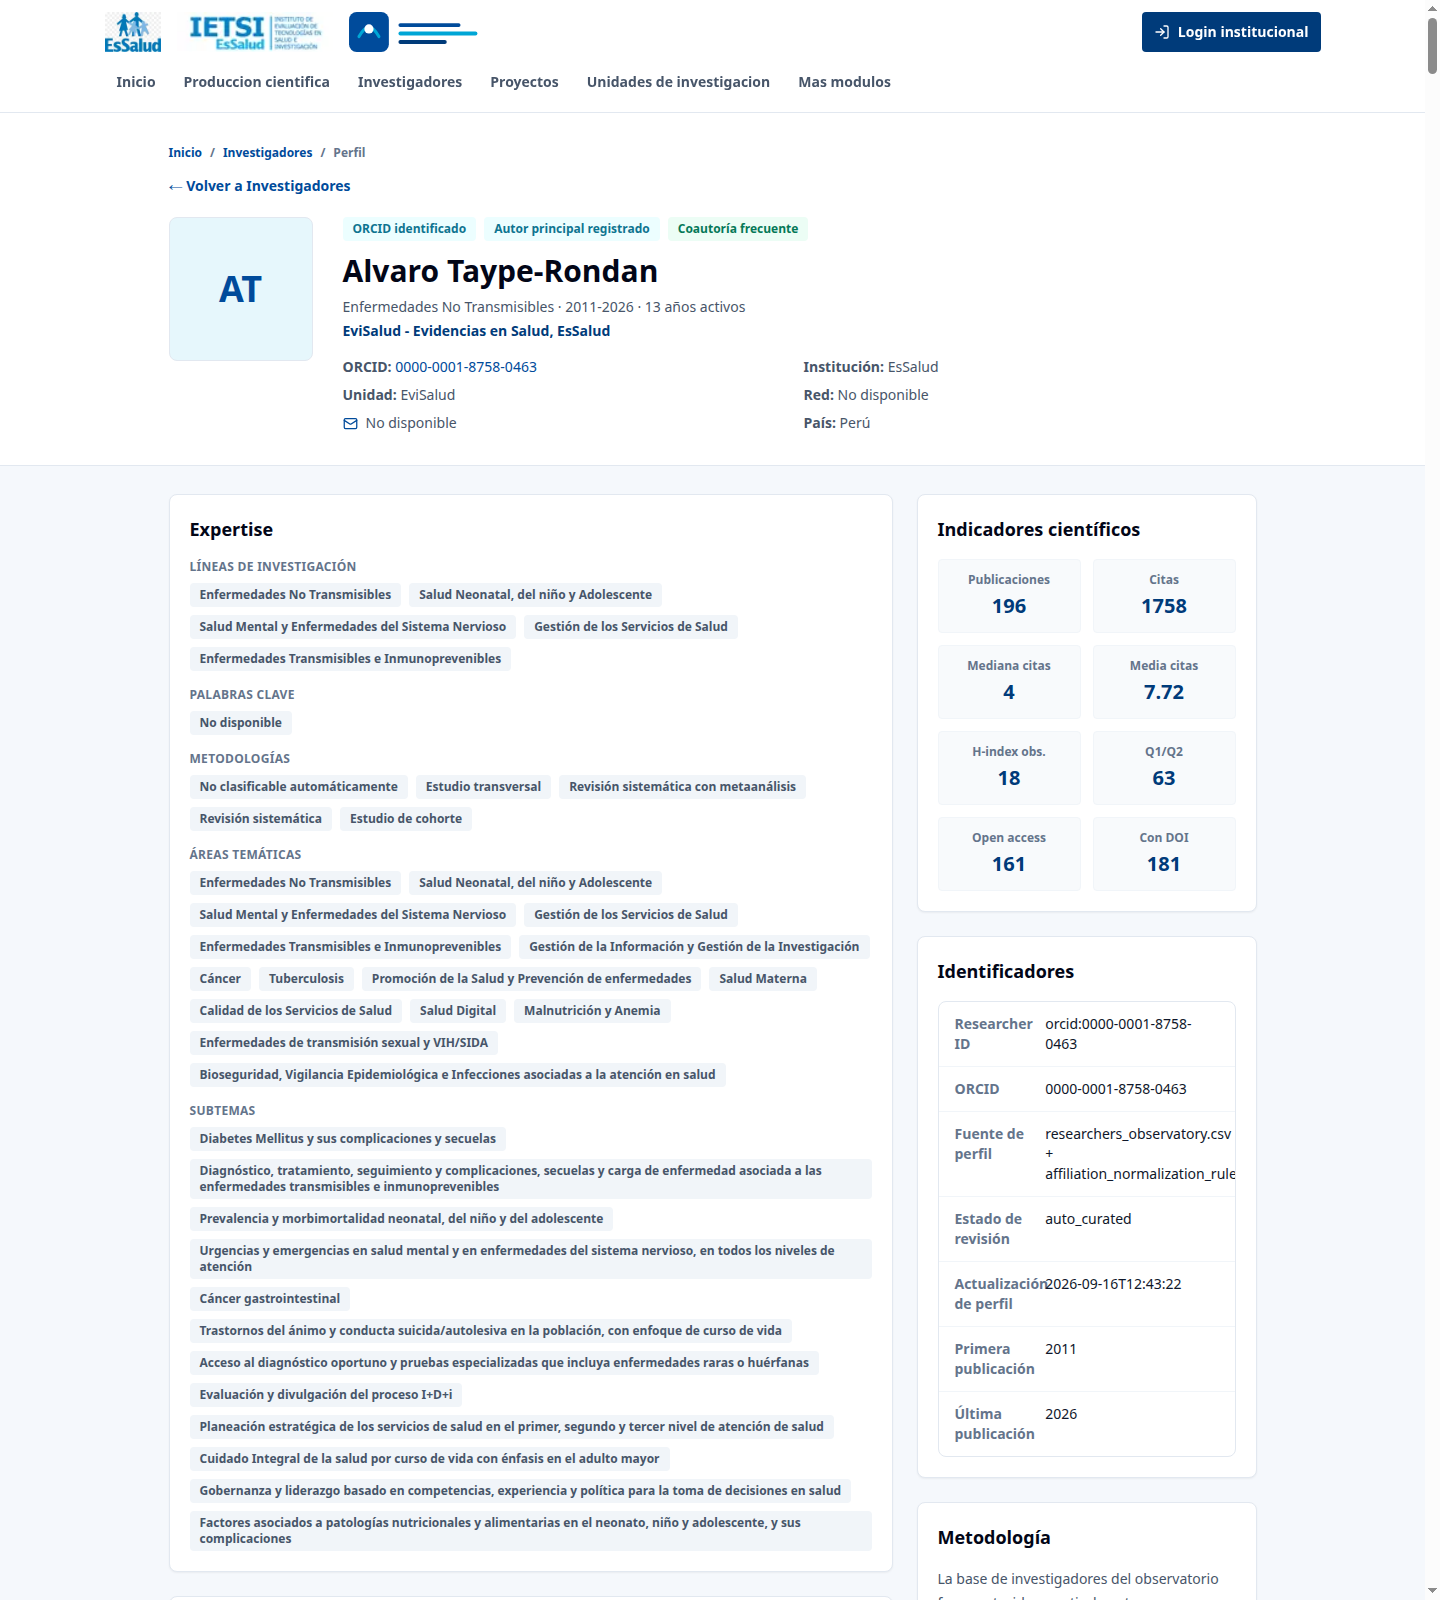 EsSalud
IETSI
EsSalud
INSTITUTO DE
EVALUACIÓN DE
TECNOLOGÍAS EN
SALUD E
INVESTIGACIÓN
Login institucional
Inicio
Produccion cientifica
Investigadores
Proyectos
Unidades de investigacion
Mas modulos
Inicio / Investigadores / Perfil
← Volver a Investigadores
AT
ORCID identificado
Autor principal registrado
Coautoría frecuente
Alvaro Taype-Rondan
Enfermedades No Transmisibles · 2011-2026 · 13 años activos
EviSalud - Evidencias en Salud, EsSalud
ORCID: 0000-0001-8758-0463
Institución: EsSalud
Unidad: EviSalud
Red: No disponible
No disponible
País: Perú
Expertise
LÍNEAS DE INVESTIGACIÓN
Enfermedades No Transmisibles
Salud Neonatal, del niño y Adolescente
Salud Mental y Enfermedades del Sistema Nervioso
Gestión de los Servicios de Salud
Enfermedades Transmisibles e Inmunoprevenibles
PALABRAS CLAVE
No disponible
METODOLOGÍAS
No clasificable automáticamente
Estudio transversal
Revisión sistemática con metaanálisis
Revisión sistemática
Estudio de cohorte
ÁREAS TEMÁTICAS
Enfermedades No Transmisibles
Salud Neonatal, del niño y Adolescente
Salud Mental y Enfermedades del Sistema Nervioso
Gestión de los Servicios de Salud
Enfermedades Transmisibles e Inmunoprevenibles
Gestión de la Información y Gestión de la Investigación
Cáncer
Tuberculosis
Promoción de la Salud y Prevención de enfermedades
Salud Materna
Calidad de los Servicios de Salud
Salud Digital
Malnutrición y Anemia
Enfermedades de transmisión sexual y VIH/SIDA
Bioseguridad, Vigilancia Epidemiológica e Infecciones asociadas a la atención en salud
SUBTEMAS
Diabetes Mellitus y sus complicaciones y secuelas
Diagnóstico, tratamiento, seguimiento y complicaciones, secuelas y carga de enfermedad asociada a las
enfermedades transmisibles e inmunoprevenibles
Prevalencia y morbimortalidad neonatal, del niño y del adolescente
Urgencias y emergencias en salud mental y en enfermedades del sistema nervioso, en todos los niveles de
atención
Cáncer gastrointestinal
Trastornos del ánimo y conducta suicida/autolesiva en la población, con enfoque de curso de vida
Acceso al diagnóstico oportuno y pruebas especializadas que incluya enfermedades raras o huérfanas
Evaluación y divulgación del proceso I+D+i
Planeación estratégica de los servicios de salud en el primer, segundo y tercer nivel de atención de salud
Cuidado Integral de la salud por curso de vida con énfasis en el adulto mayor
Gobernanza y liderazgo basado en competencias, experiencia y política para la toma de decisiones en salud
Factores asociados a patologías nutricionales y alimentarias en el neonato, niño y adolescente, y sus
complicaciones
Indicadores científicos
Publicaciones
196
Citas
1758
Mediana citas
4
Media citas
7.72
H-index obs.
18
Q1/Q2
63
Open access
161
Con DOI
181
Identificadores
Researcher
ID
orcid:0000-0001-8758-
0463
ORCID
0000-0001-8758-0463
Fuente de
perfil
researchers_observatory.csv
+
affiliation_normalization_rule
Estado de
revisión
auto_curated
Actualización
de perfil
2026-09-16T12:43:22
Primera
publicación
2011
Última
publicación
2026
Metodología
La base de investigadores del observatorio